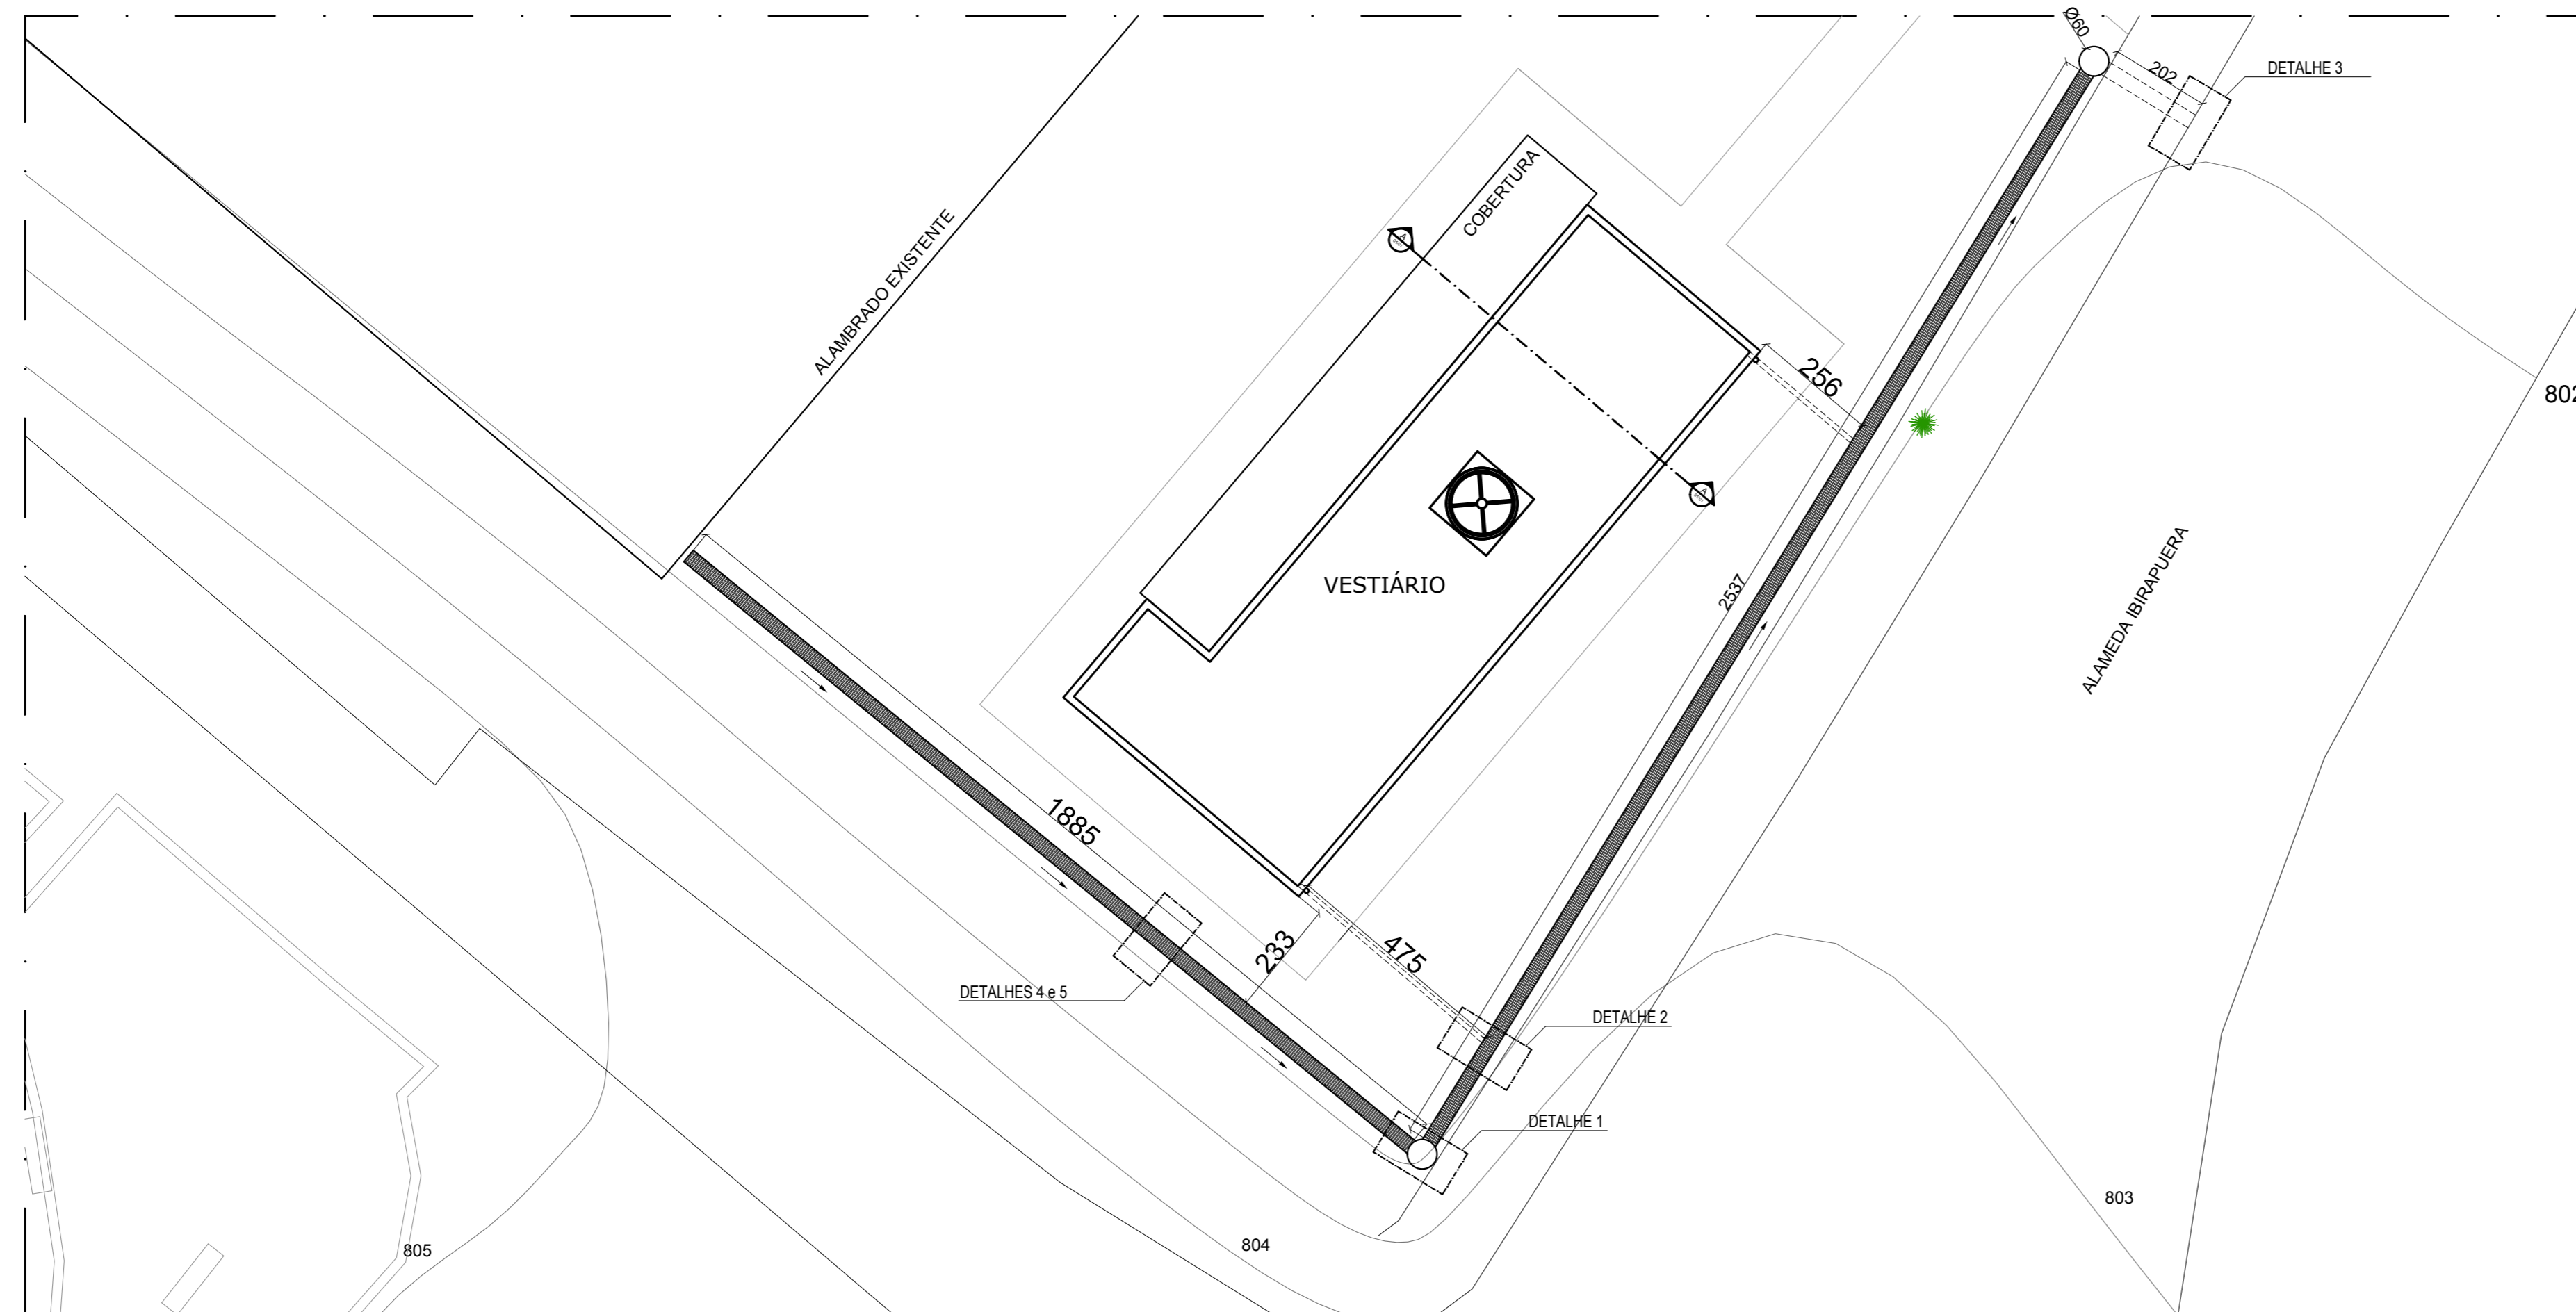 Ø60
202
DETALHE 3
COBERTURA
ALAMBRADO EXISTENTE
256
802
VESTIÁRIO
2537
ALAMEDA IBIRAPUERA
1885
233
475
DETALHES 4 e 5
DETALHE 2
DETALHE 1
803
804
805